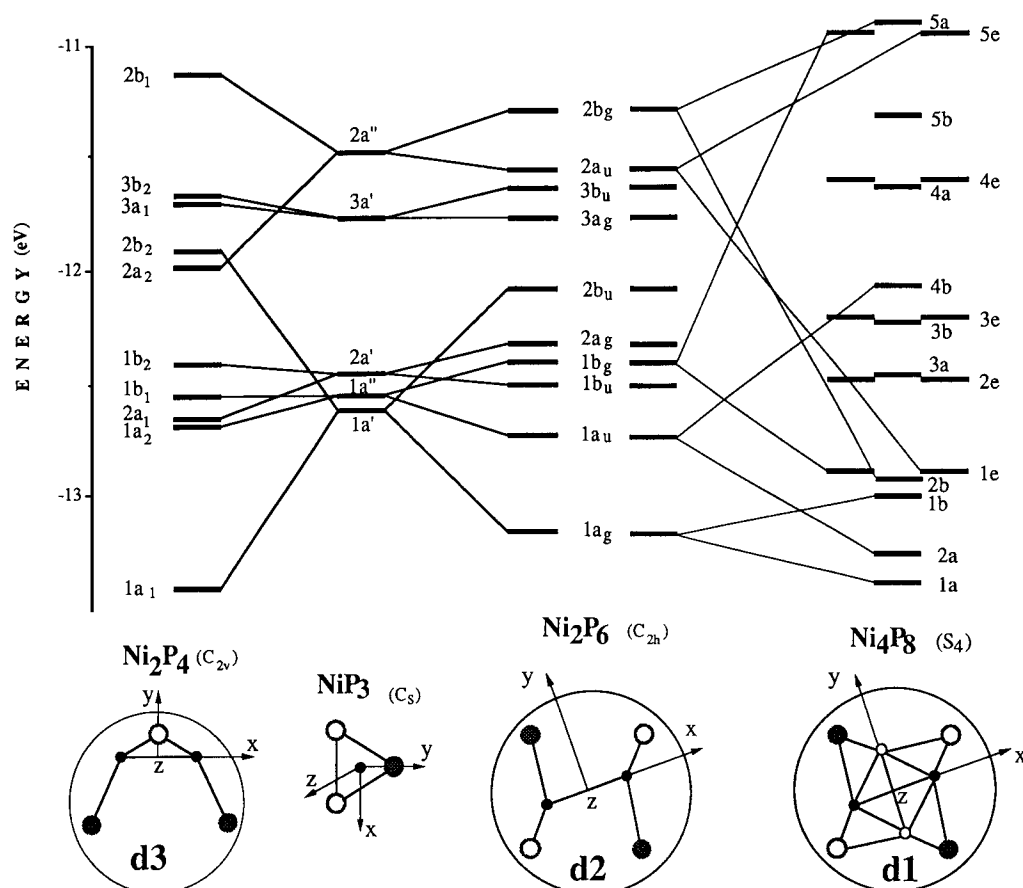 ENERGY (eV)
-11
-12
-13
2b1
3b2
3a1
2b2
2a2
1b2
1b1
2a1
1a2
1a1
2a"
3a'
2a'
1a"
1a'
2bg
2au
3bu
3ag
2bu
2ag
1bg
1bu
1au
1ag
5a
5e
5b
4e
4a
4b
3e
3b
3a
2e
1e
2b
1b
2a
1a
Ni2P4 (C2v)
y
x
z
d3
NiP3 (Cs)
y
z
x
Ni2P6 (C2h)
y
x
z
d2
Ni4P8 (S4)
y
x
z
d1